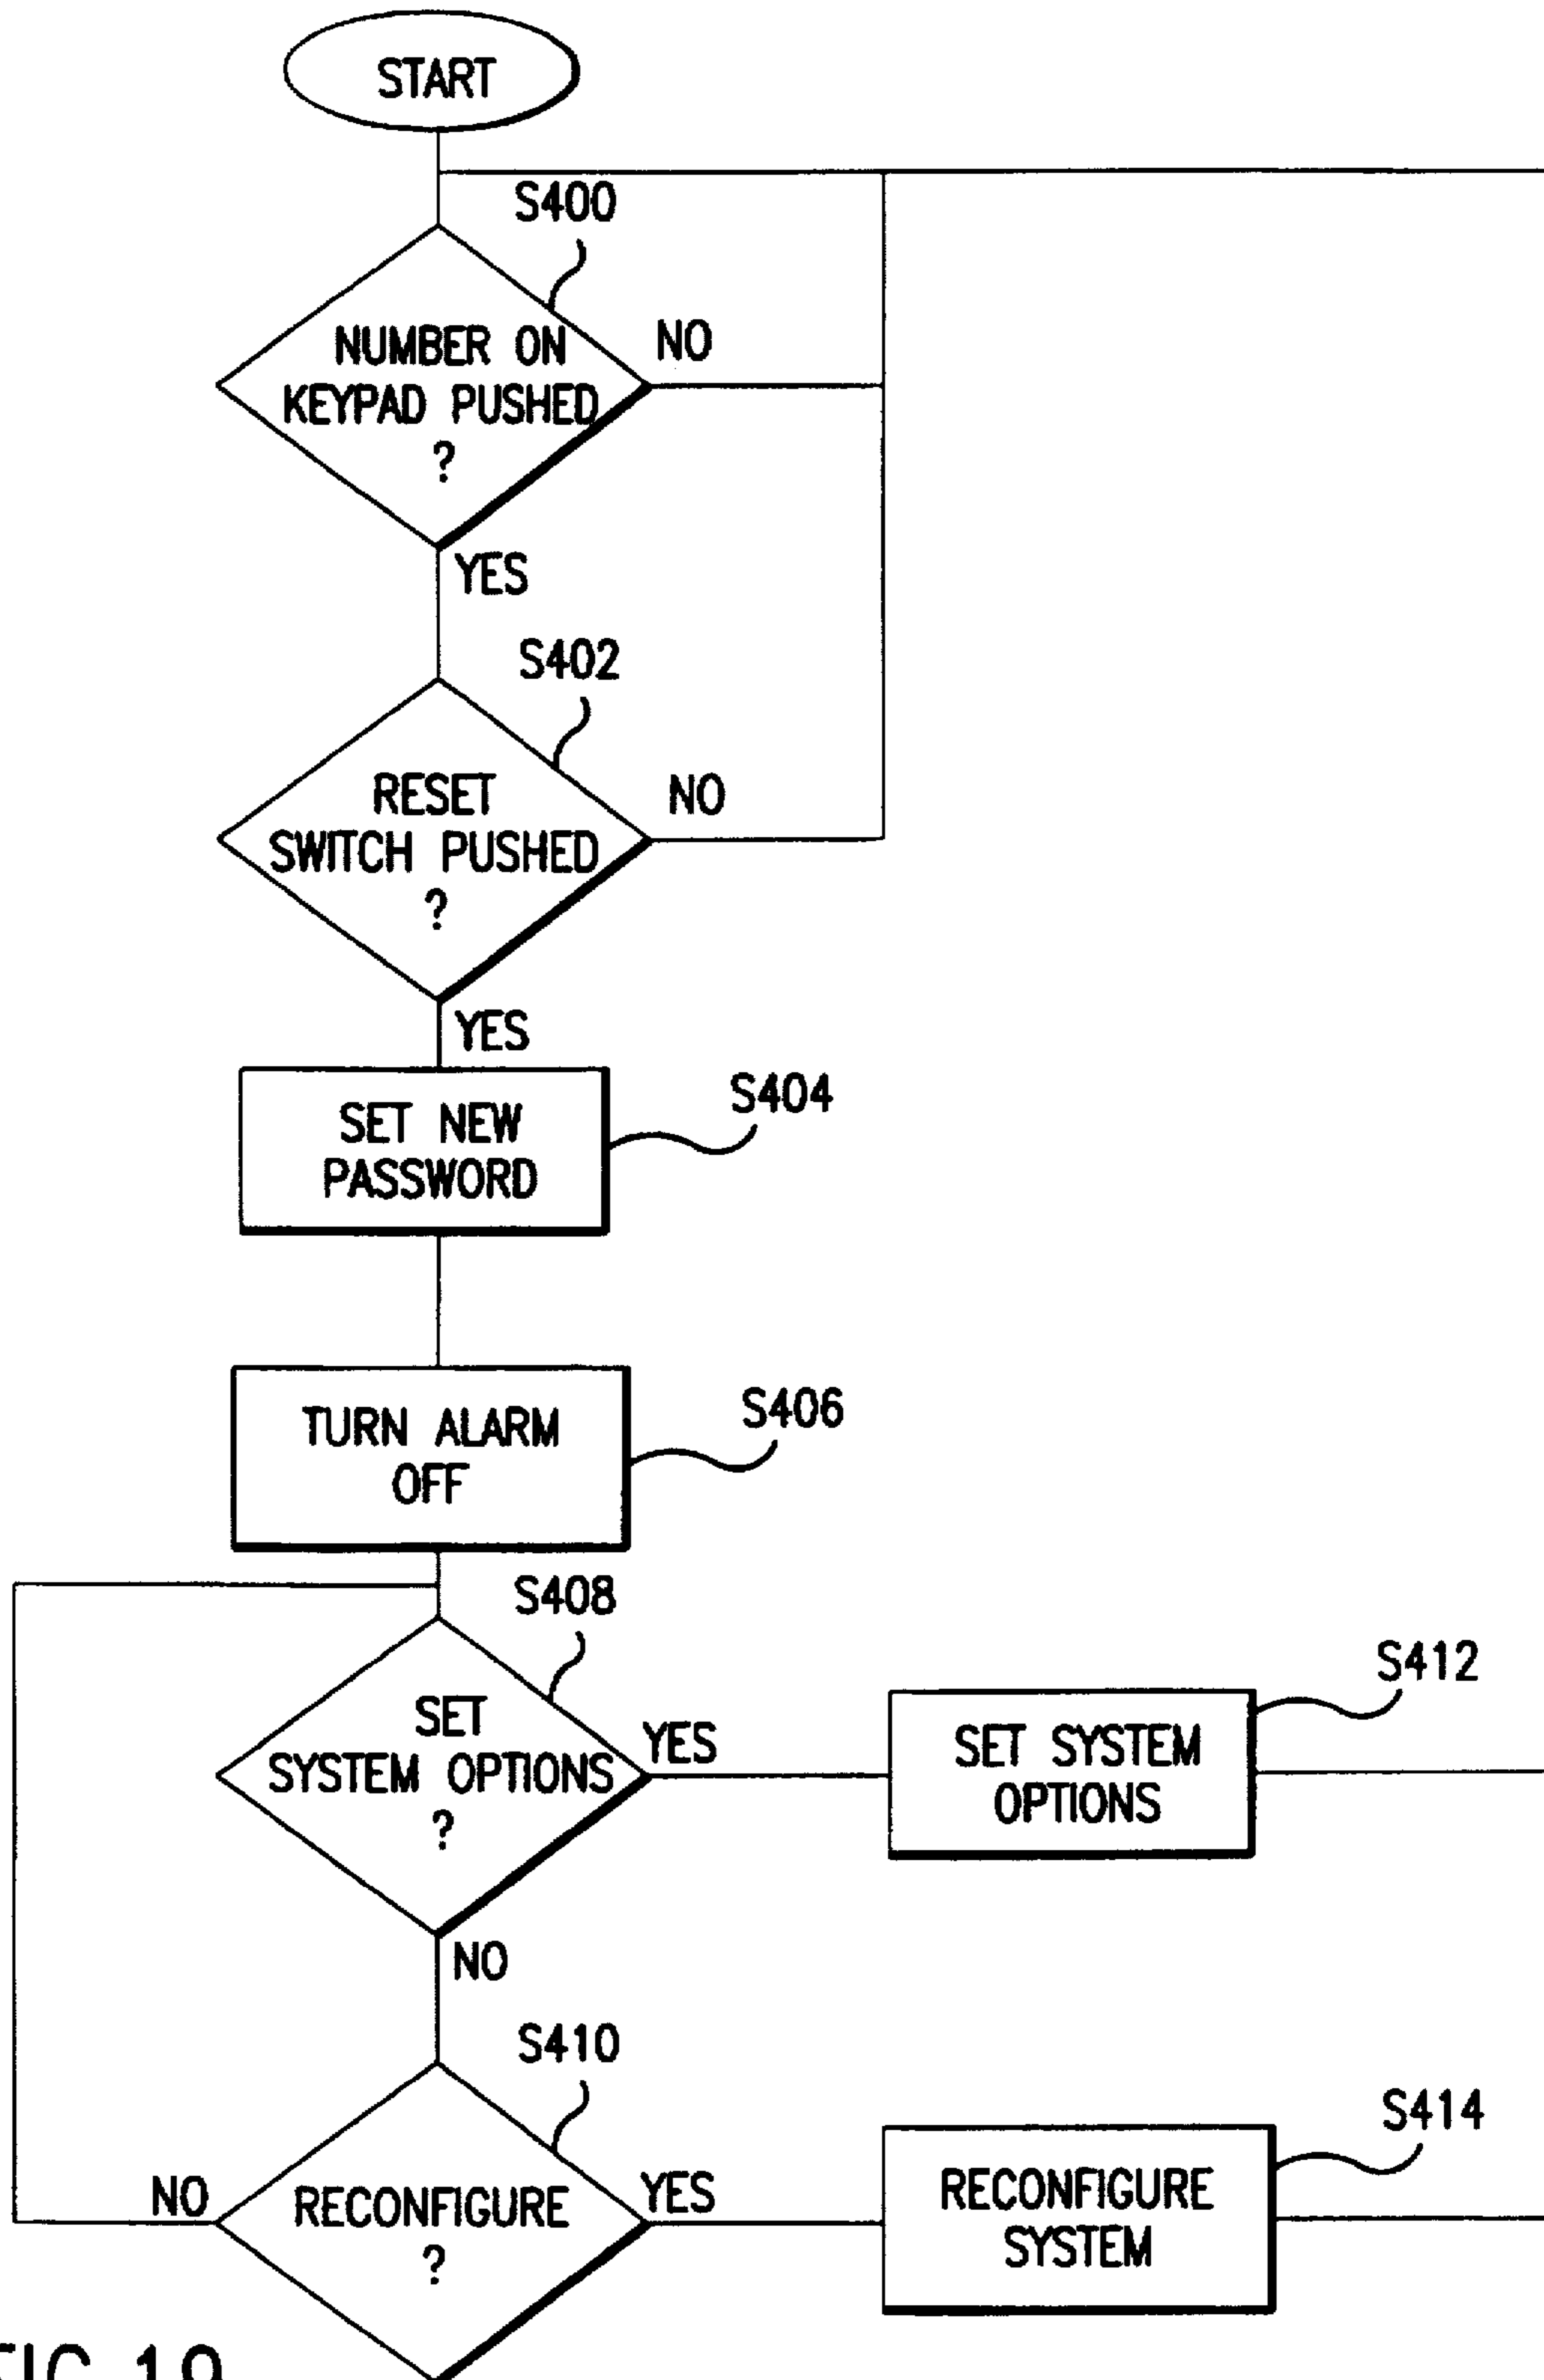 START
S400
NUMBER ON
KEYPAD PUSHED
?
NO
YES
S402
RESET
SWITCH PUSHED
?
NO
YES
S404
SET NEW
PASSWORD
S406
TURN ALARM
OFF
S408
SET
SYSTEM OPTIONS
?
YES
S412
SET SYSTEM
OPTIONS
NO
S410
RECONFIGURE
?
NO
YES
S414
RECONFIGURE
SYSTEM